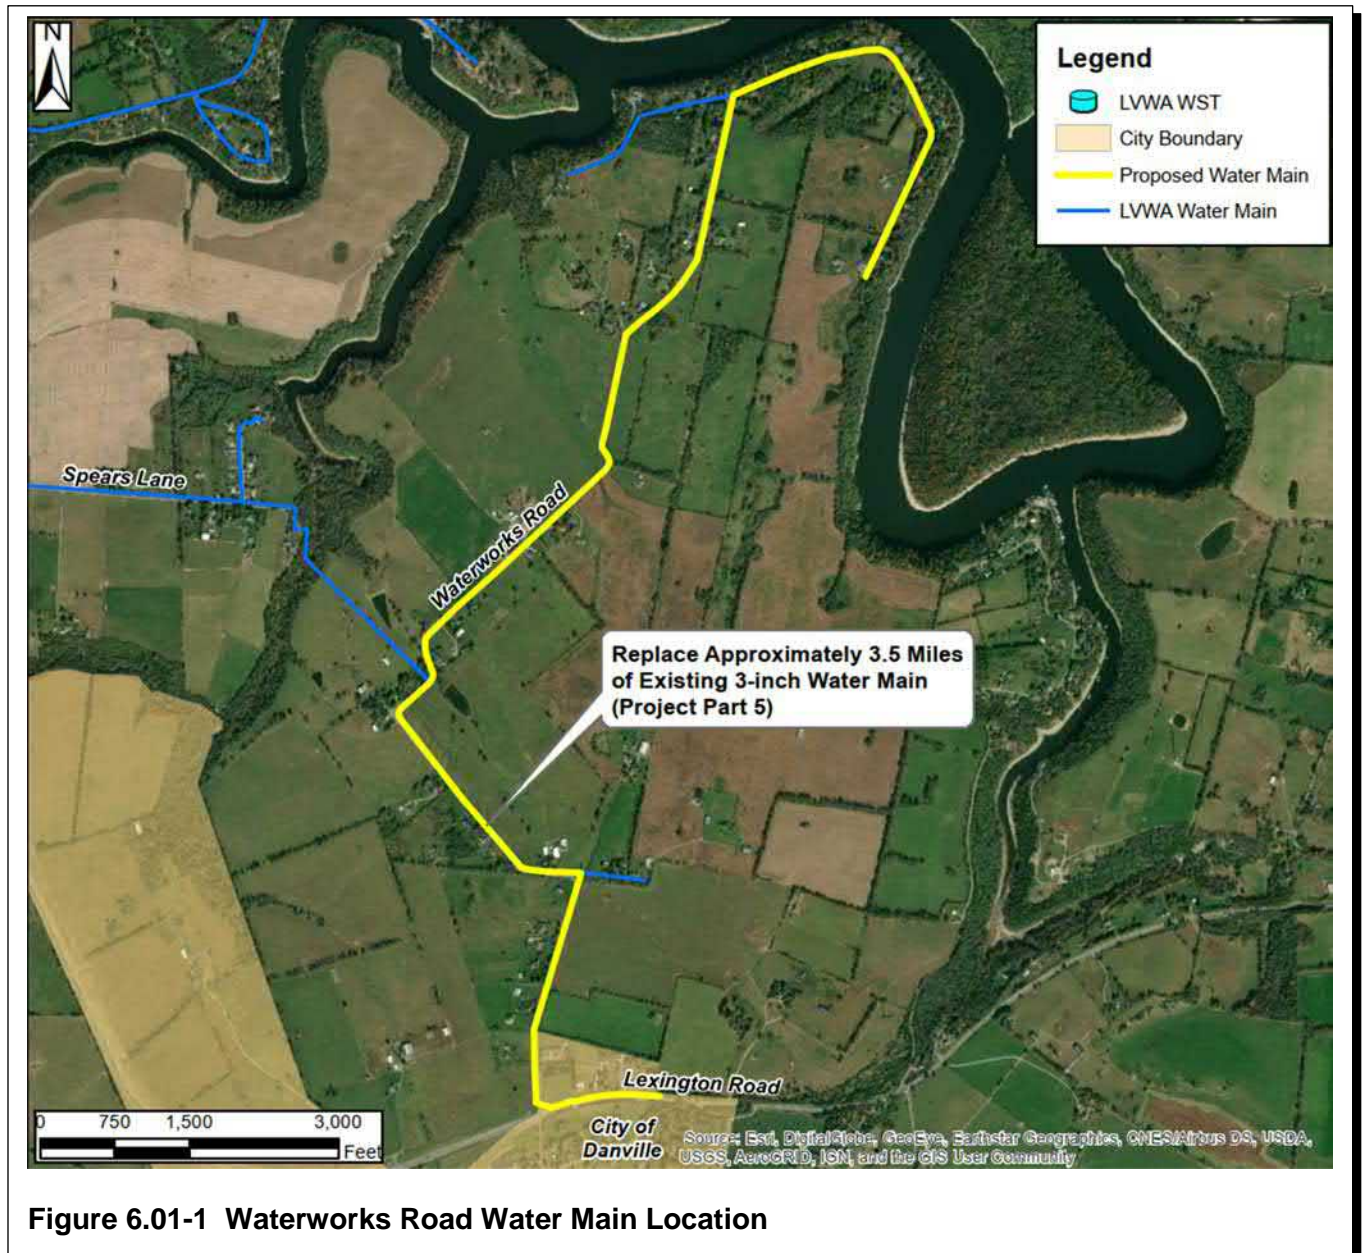 N
Legend
LVWA WST
City Boundary
Proposed Water Main
LVWA Water Main
Spears Lane
Waterworks Road
Replace Approximately 3.5 Miles
of Existing 3-inch Water Main
(Project Part 5)
Lexington Road
City of
Danville
0 750 1,500 3,000
Feet
Source: Esri, DigitalGlobe, GeoEye, Earthstar Geographics, CNES/Airbus DS, USDA,
USGS, AeroGRID, IGN, and the GIS User Community
Figure 6.01-1 Waterworks Road Water Main Location